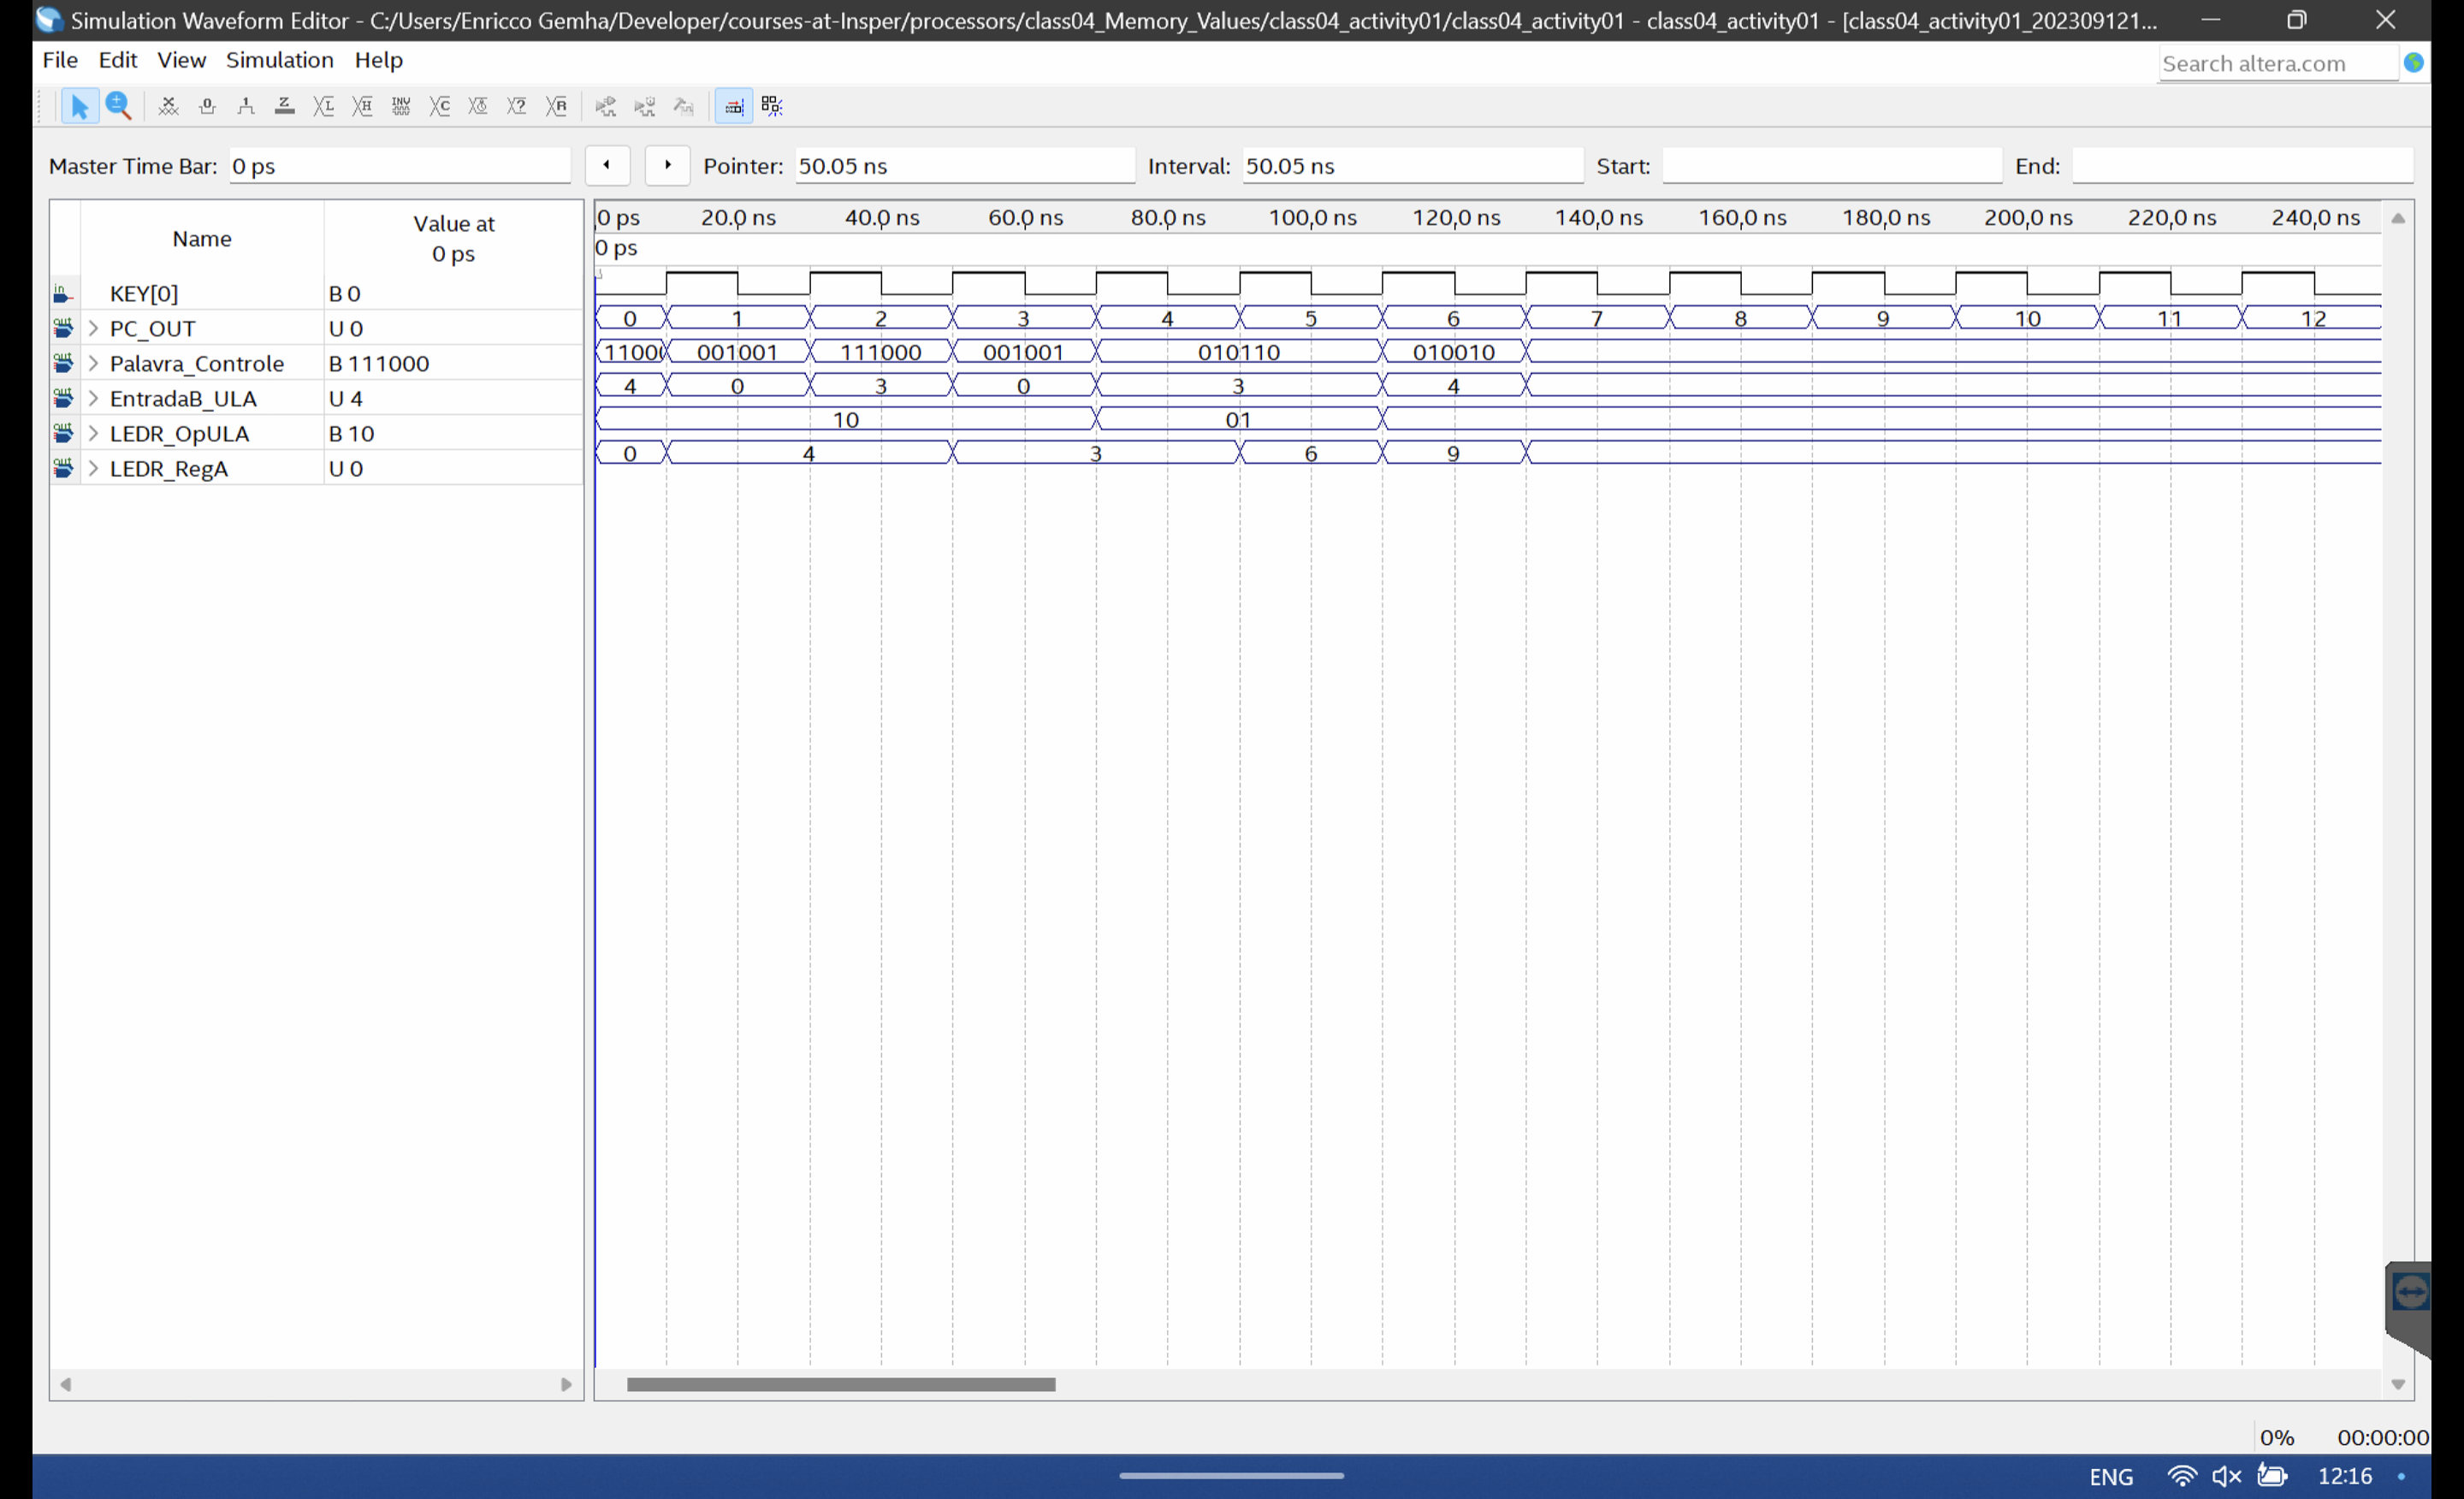 Simulation Waveform Editor - C:/Users/Enricco Gemha/Developer/courses-at-Insper/processors/class04_Memory_Values/class04_activity01/class04_activity01 - class04_activity01 - [class04_activity01_202309121...
File Edit View Simulation Help
Search altera.com
Master Time Bar: 0 ps Pointer: 50.05 ns Interval: 50.05 ns Start: End:
Name Value at 0 ps
0 ps 20.0 ns 40.0 ns 60.0 ns 80.0 ns 100,0 ns 120,0 ns 140,0 ns 160,0 ns 180,0 ns 200,0 ns 220,0 ns 240,0 ns
0 ps
KEY[0] B 0
PC_OUT U 0 0 1 2 3 4 5 6 7 8 9 10 11 12
Palavra_Controle B 111000 11100 001001 111000 001001 010110 010010
EntradaB_ULA U 4 4 0 3 0 3 4
LEDR_OpULA B 10 10 01
LEDR_RegA U 0 0 4 3 6 9
0% 00:00:00
ENG 12:16